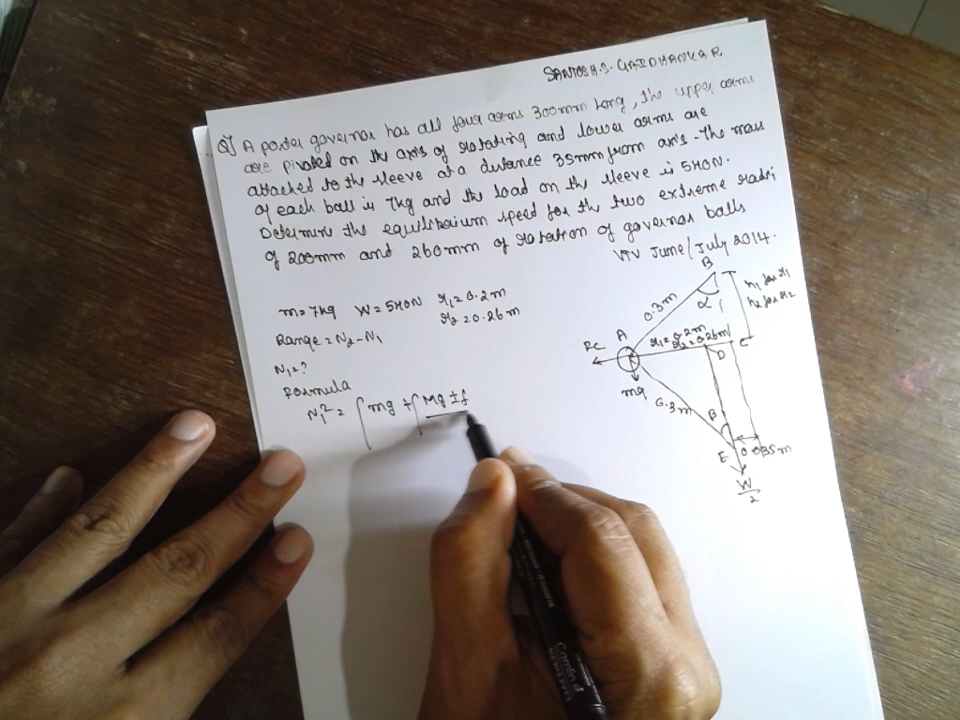 SANTOSH.S. GAIDHANKAR
Q] A porter governor has all four arms 300mm long, the upper arms
are pivoted on the axis of rotating and lower arms are
attached to the sleeve at a distance 35mm from axis. The mass
of each ball is 7kg and the load on the sleeve is 540N.
Determine the equilibrium speed for the two extreme radii
of 200mm and 260mm of rotation of governor balls
VTU June/July 2014.
m=7kg W=540N r1=0.2m
r2=0.26m
Range=N2-N1
N1=?
Formula
N1²= [mg + [Mg±f
B
α
0.3m
h1 for r1
h2 for r2
A
r1=0.2m
r2=0.26m
Fc
D
C
mg
0.3m
β
E
0.035m
W/2
Camlin